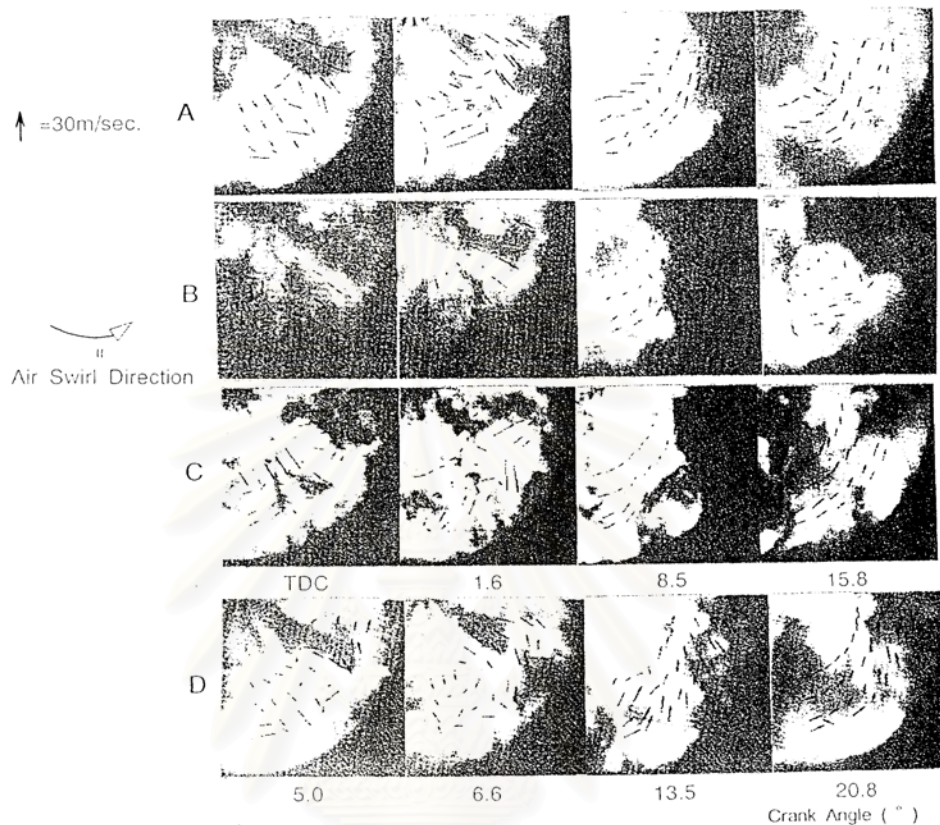 A
↑ =30m/sec.
B
Air Swirl Direction
C
TDC 1.6 8.5 15.8
D
5.0 6.6 13.5 20.8
Crank Angle ( ° )